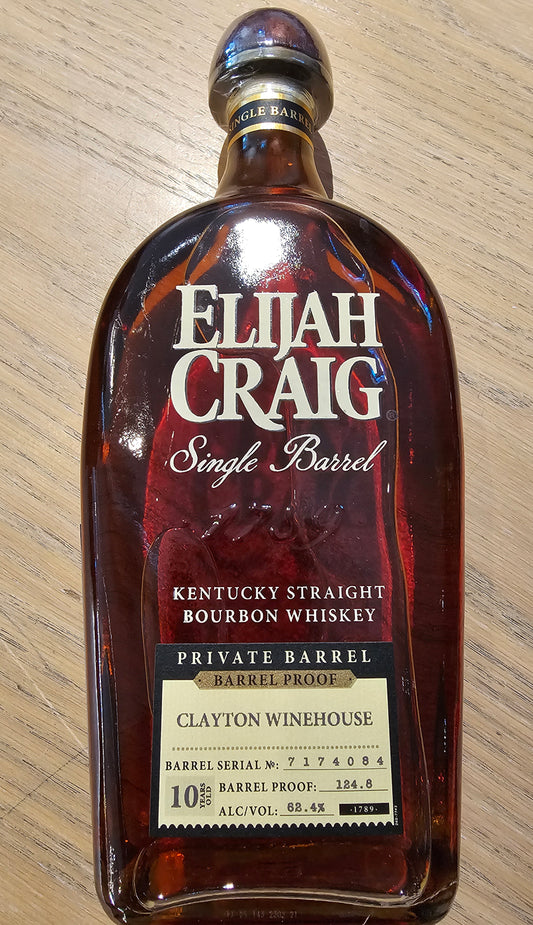 SINGLE BARREL
ELIJAH
CRAIG
Single Barrel
1789
KENTUCKY STRAIGHT
BOURBON WHISKEY
PRIVATE BARREL
BARREL PROOF
CLAYTON WINEHOUSE
BARREL SERIAL №: 7174084
10 YEARS OLD
BARREL PROOF: 124.8
ALC/VOL: 62.4%
·1789·